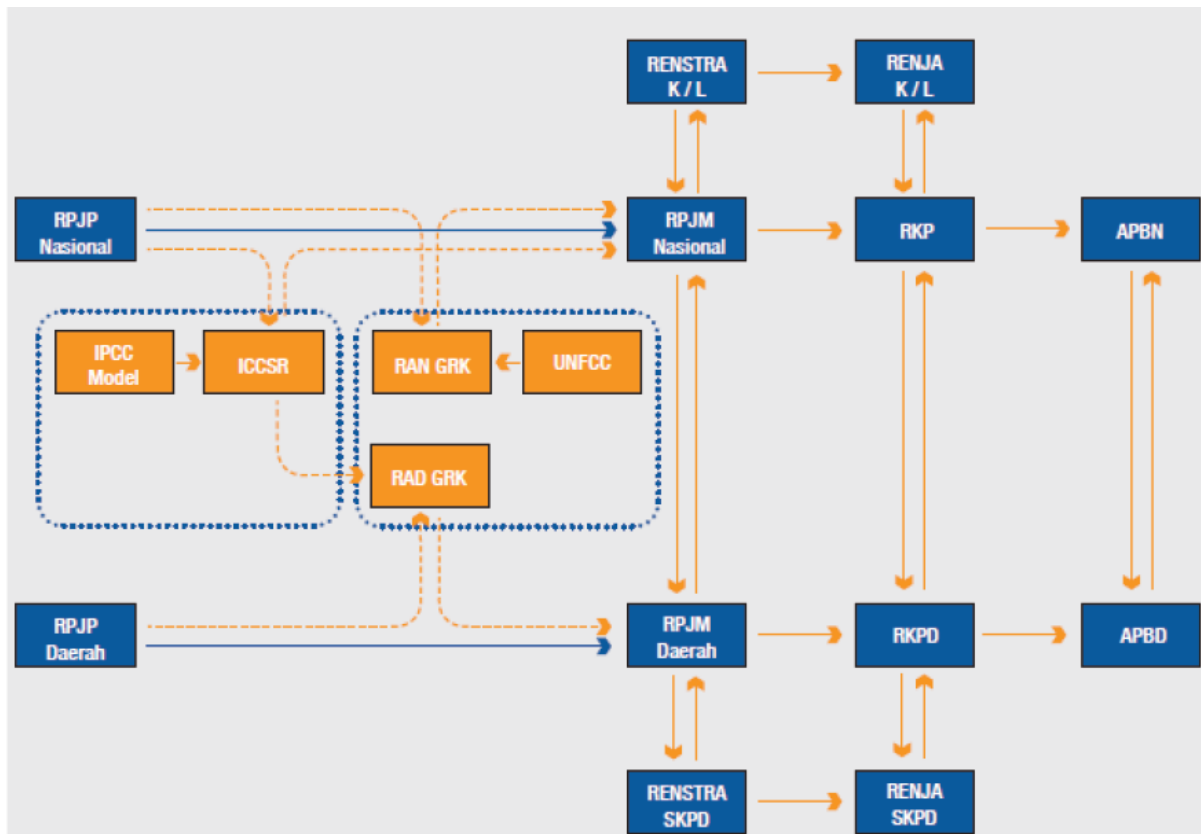 RENSTRA
K / L
RENJA
K / L
RPJP
Nasional
RPJM
Nasional
RKP
APBN
IPCC
Model
ICCSR
RAN GRK
UNFCC
RAD GRK
RPJP
Daerah
RPJM
Daerah
RKPD
APBD
RENSTRA
SKPD
RENJA
SKPD